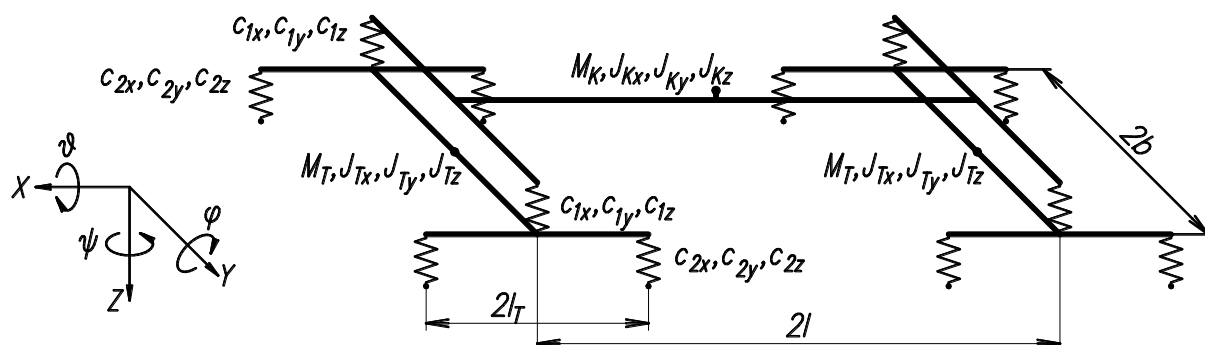 c1x, c1y, c1z
c2x, c2y, c2z
MK, JKx, JKy, JKz
2b
ϑ
X
ψ
φ
Y
Z
MT, JTx, JTy, JTz
MT, JTx, JTy, JTz
c1x, c1y, c1z
c2x, c2y, c2z
2lT
2l